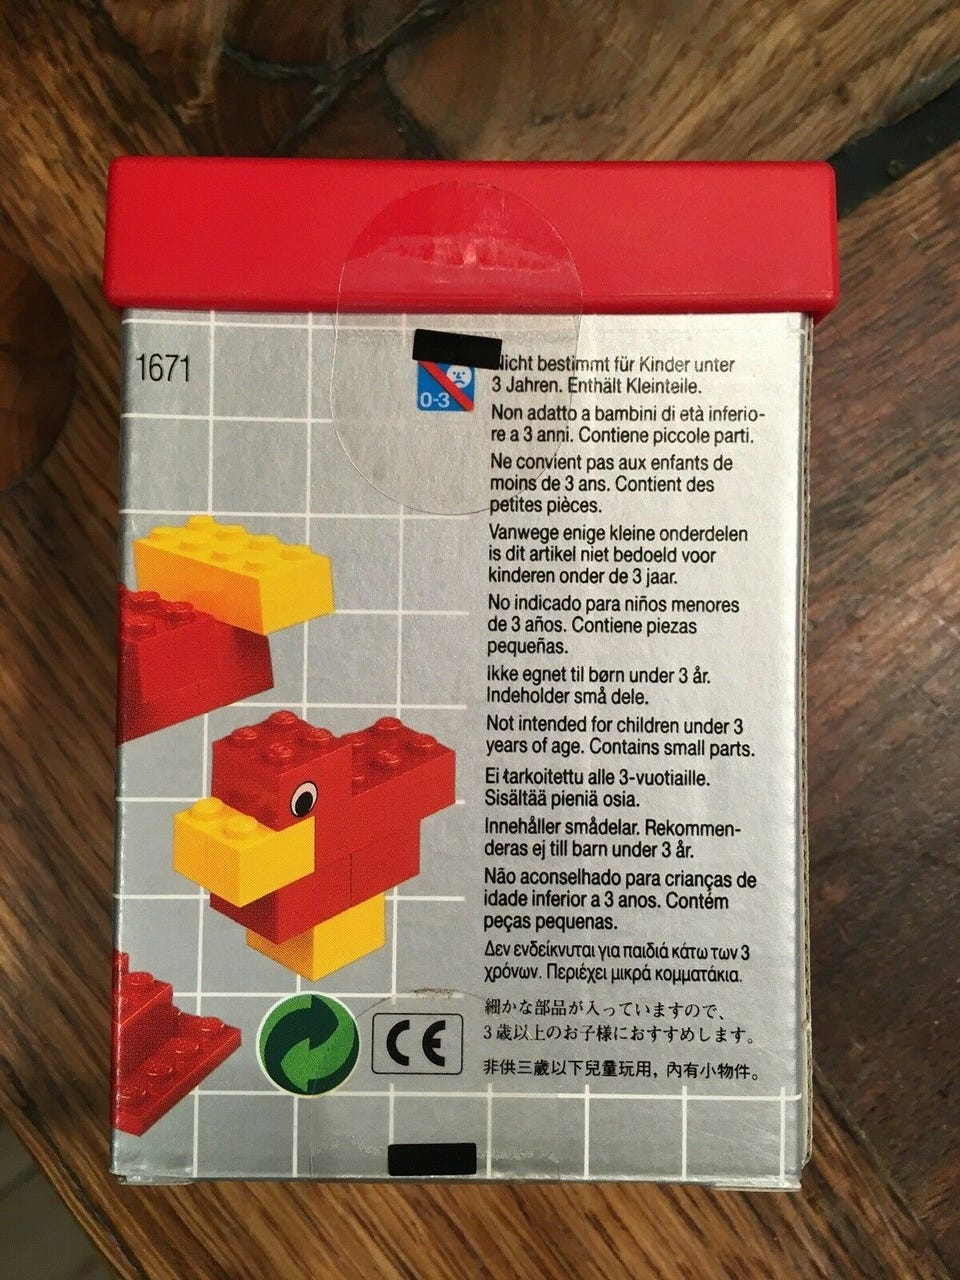 1671
0-3
Nicht bestimmt für Kinder unter
3 Jahren. Enthält Kleinteile.
Non adatto a bambini di età inferio-
re a 3 anni. Contiene piccole parti.
Ne convient pas aux enfants de
moins de 3 ans. Contient des
petites pièces.
Vanwege enige kleine onderdelen
is dit artikel niet bedoeld voor
kinderen onder de 3 jaar.
No indicado para niños menores
de 3 años. Contiene piezas
pequeñas.
Ikke egnet til børn under 3 år.
Indeholder små dele.
Not intended for children under 3
years of age. Contains small parts.
Ei tarkoitettu alle 3-vuotiaille.
Sisältää pieniä osia.
Innehåller smådelar. Rekommen-
deras ej till barn under 3 år.
Não aconselhado para crianças de
idade inferior a 3 anos. Contém
peças pequenas.
Δεν ενδείκνυται για παιδιά κάτω των 3
χρόνων. Περιέχει μικρά κομματάκια.
細かな部品が入っていますので、
3歳以上のお子様におすすめします。
非供三歲以下兒童玩用，內有小物件。
CE